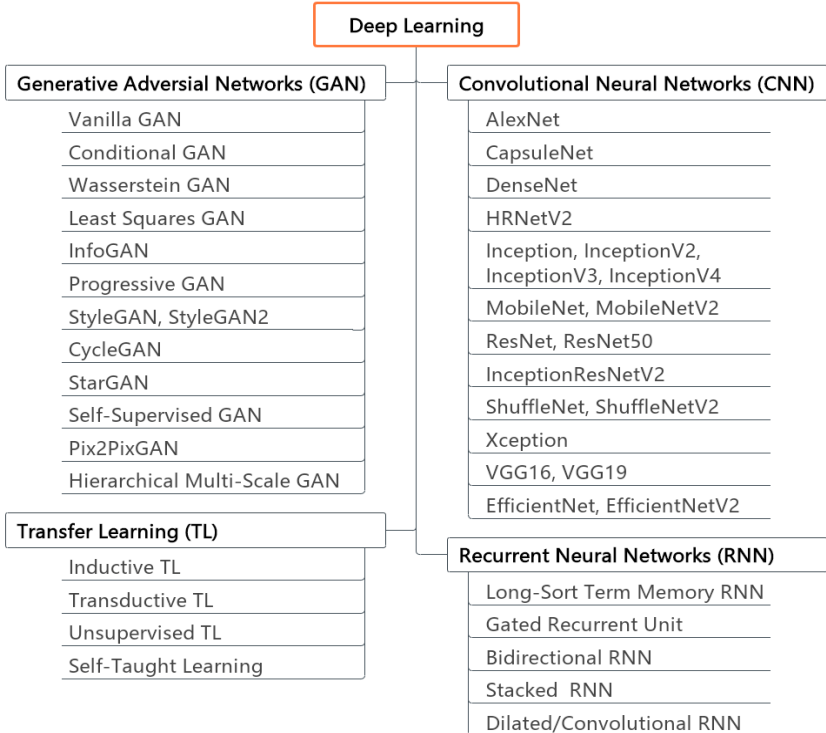 Deep Learning
Generative Adversial Networks (GAN)
Vanilla GAN
Conditional GAN
Wasserstein GAN
Least Squares GAN
InfoGAN
Progressive GAN
StyleGAN, StyleGAN2
CycleGAN
StarGAN
Self-Supervised GAN
Pix2PixGAN
Hierarchical Multi-Scale GAN
Transfer Learning (TL)
Inductive TL
Transductive TL
Unsupervised TL
Self-Taught Learning
Convolutional Neural Networks (CNN)
AlexNet
CapsuleNet
DenseNet
HRNetV2
Inception, InceptionV2,
InceptionV3, InceptionV4
MobileNet, MobileNetV2
ResNet, ResNet50
InceptionResNetV2
ShuffleNet, ShuffleNetV2
Xception
VGG16, VGG19
EfficientNet, EfficientNetV2
Recurrent Neural Networks (RNN)
Long-Sort Term Memory RNN
Gated Recurrent Unit
Bidirectional RNN
Stacked  RNN
Dilated/Convolutional RNN